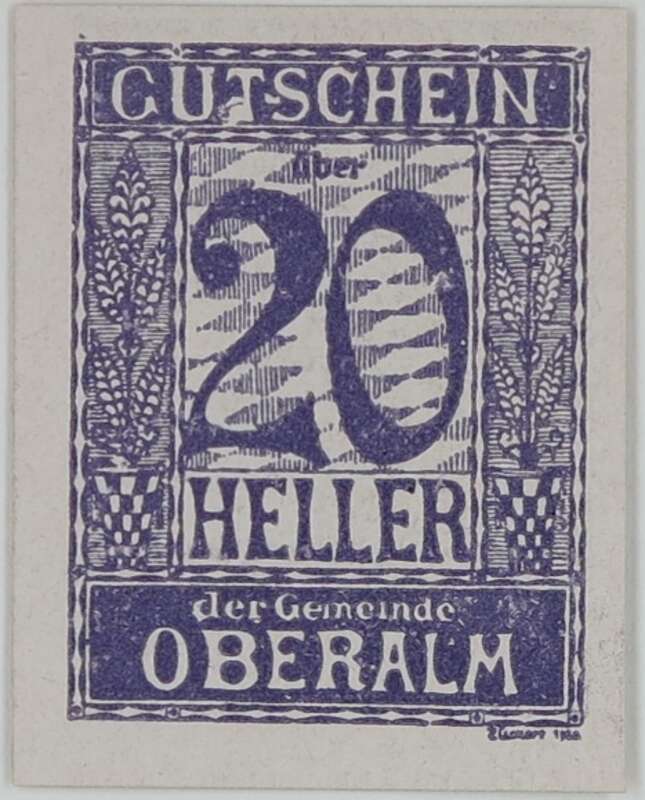 GUTSCHEIN
über
20
HELLER
der Gemeinde
OBERALM